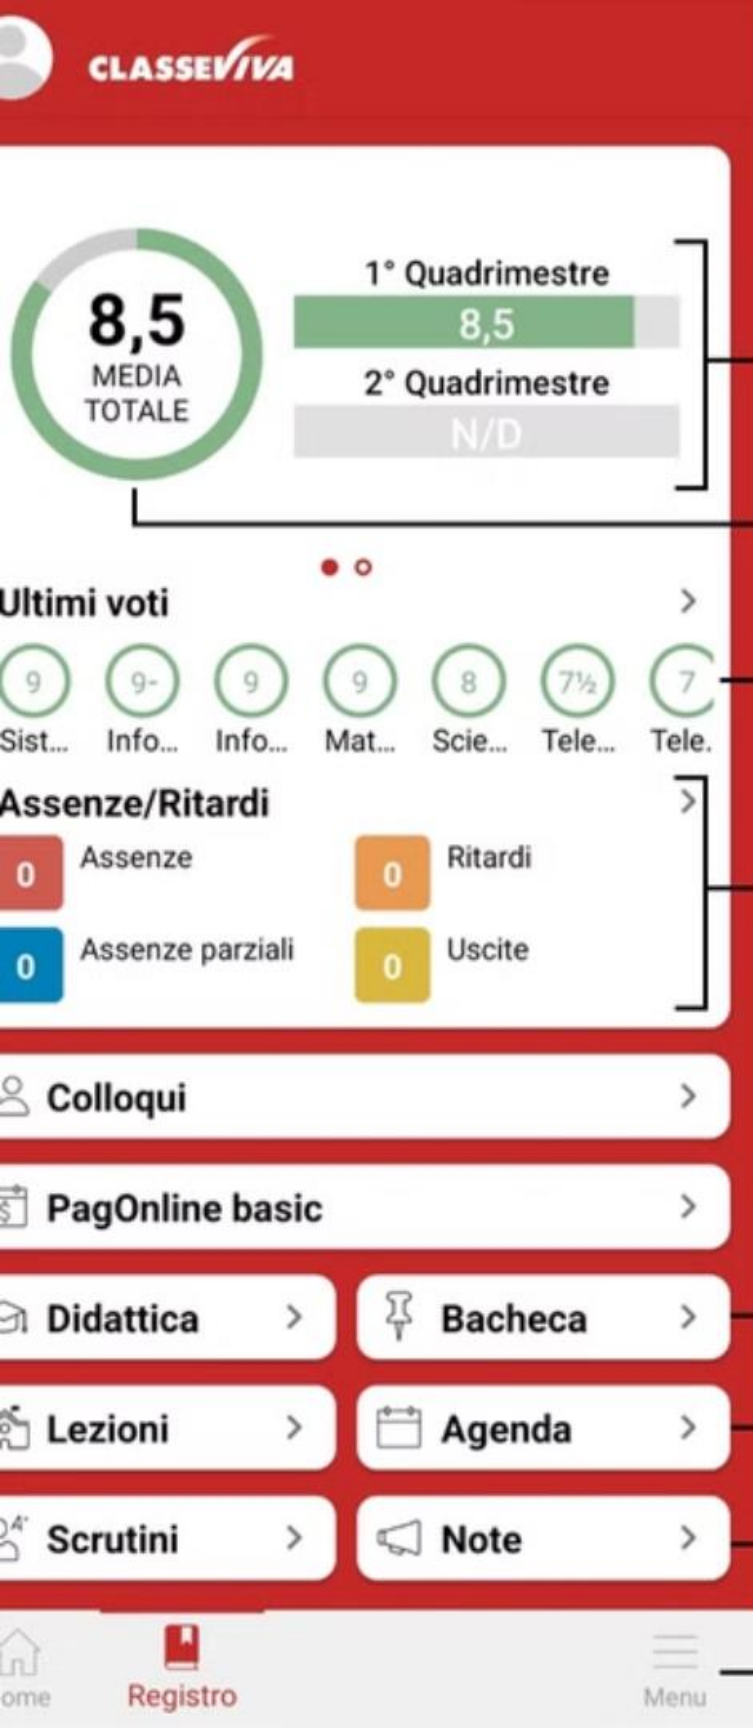 CLASSEVIVA
8,5
MEDIA
TOTALE
1° Quadrimestre
8,5
2° Quadrimestre
N/D
Ultimi voti
9 9- 9 9 8 7½ 7
Sist... Info... Info... Mat... Scie... Tele... Tele.
Assenze/Ritardi
0 Assenze 0 Ritardi
0 Assenze parziali 0 Uscite
Colloqui
PagOnline basic
Didattica Bacheca
Lezioni Agenda
Scrutini Note
ome Registro Menu